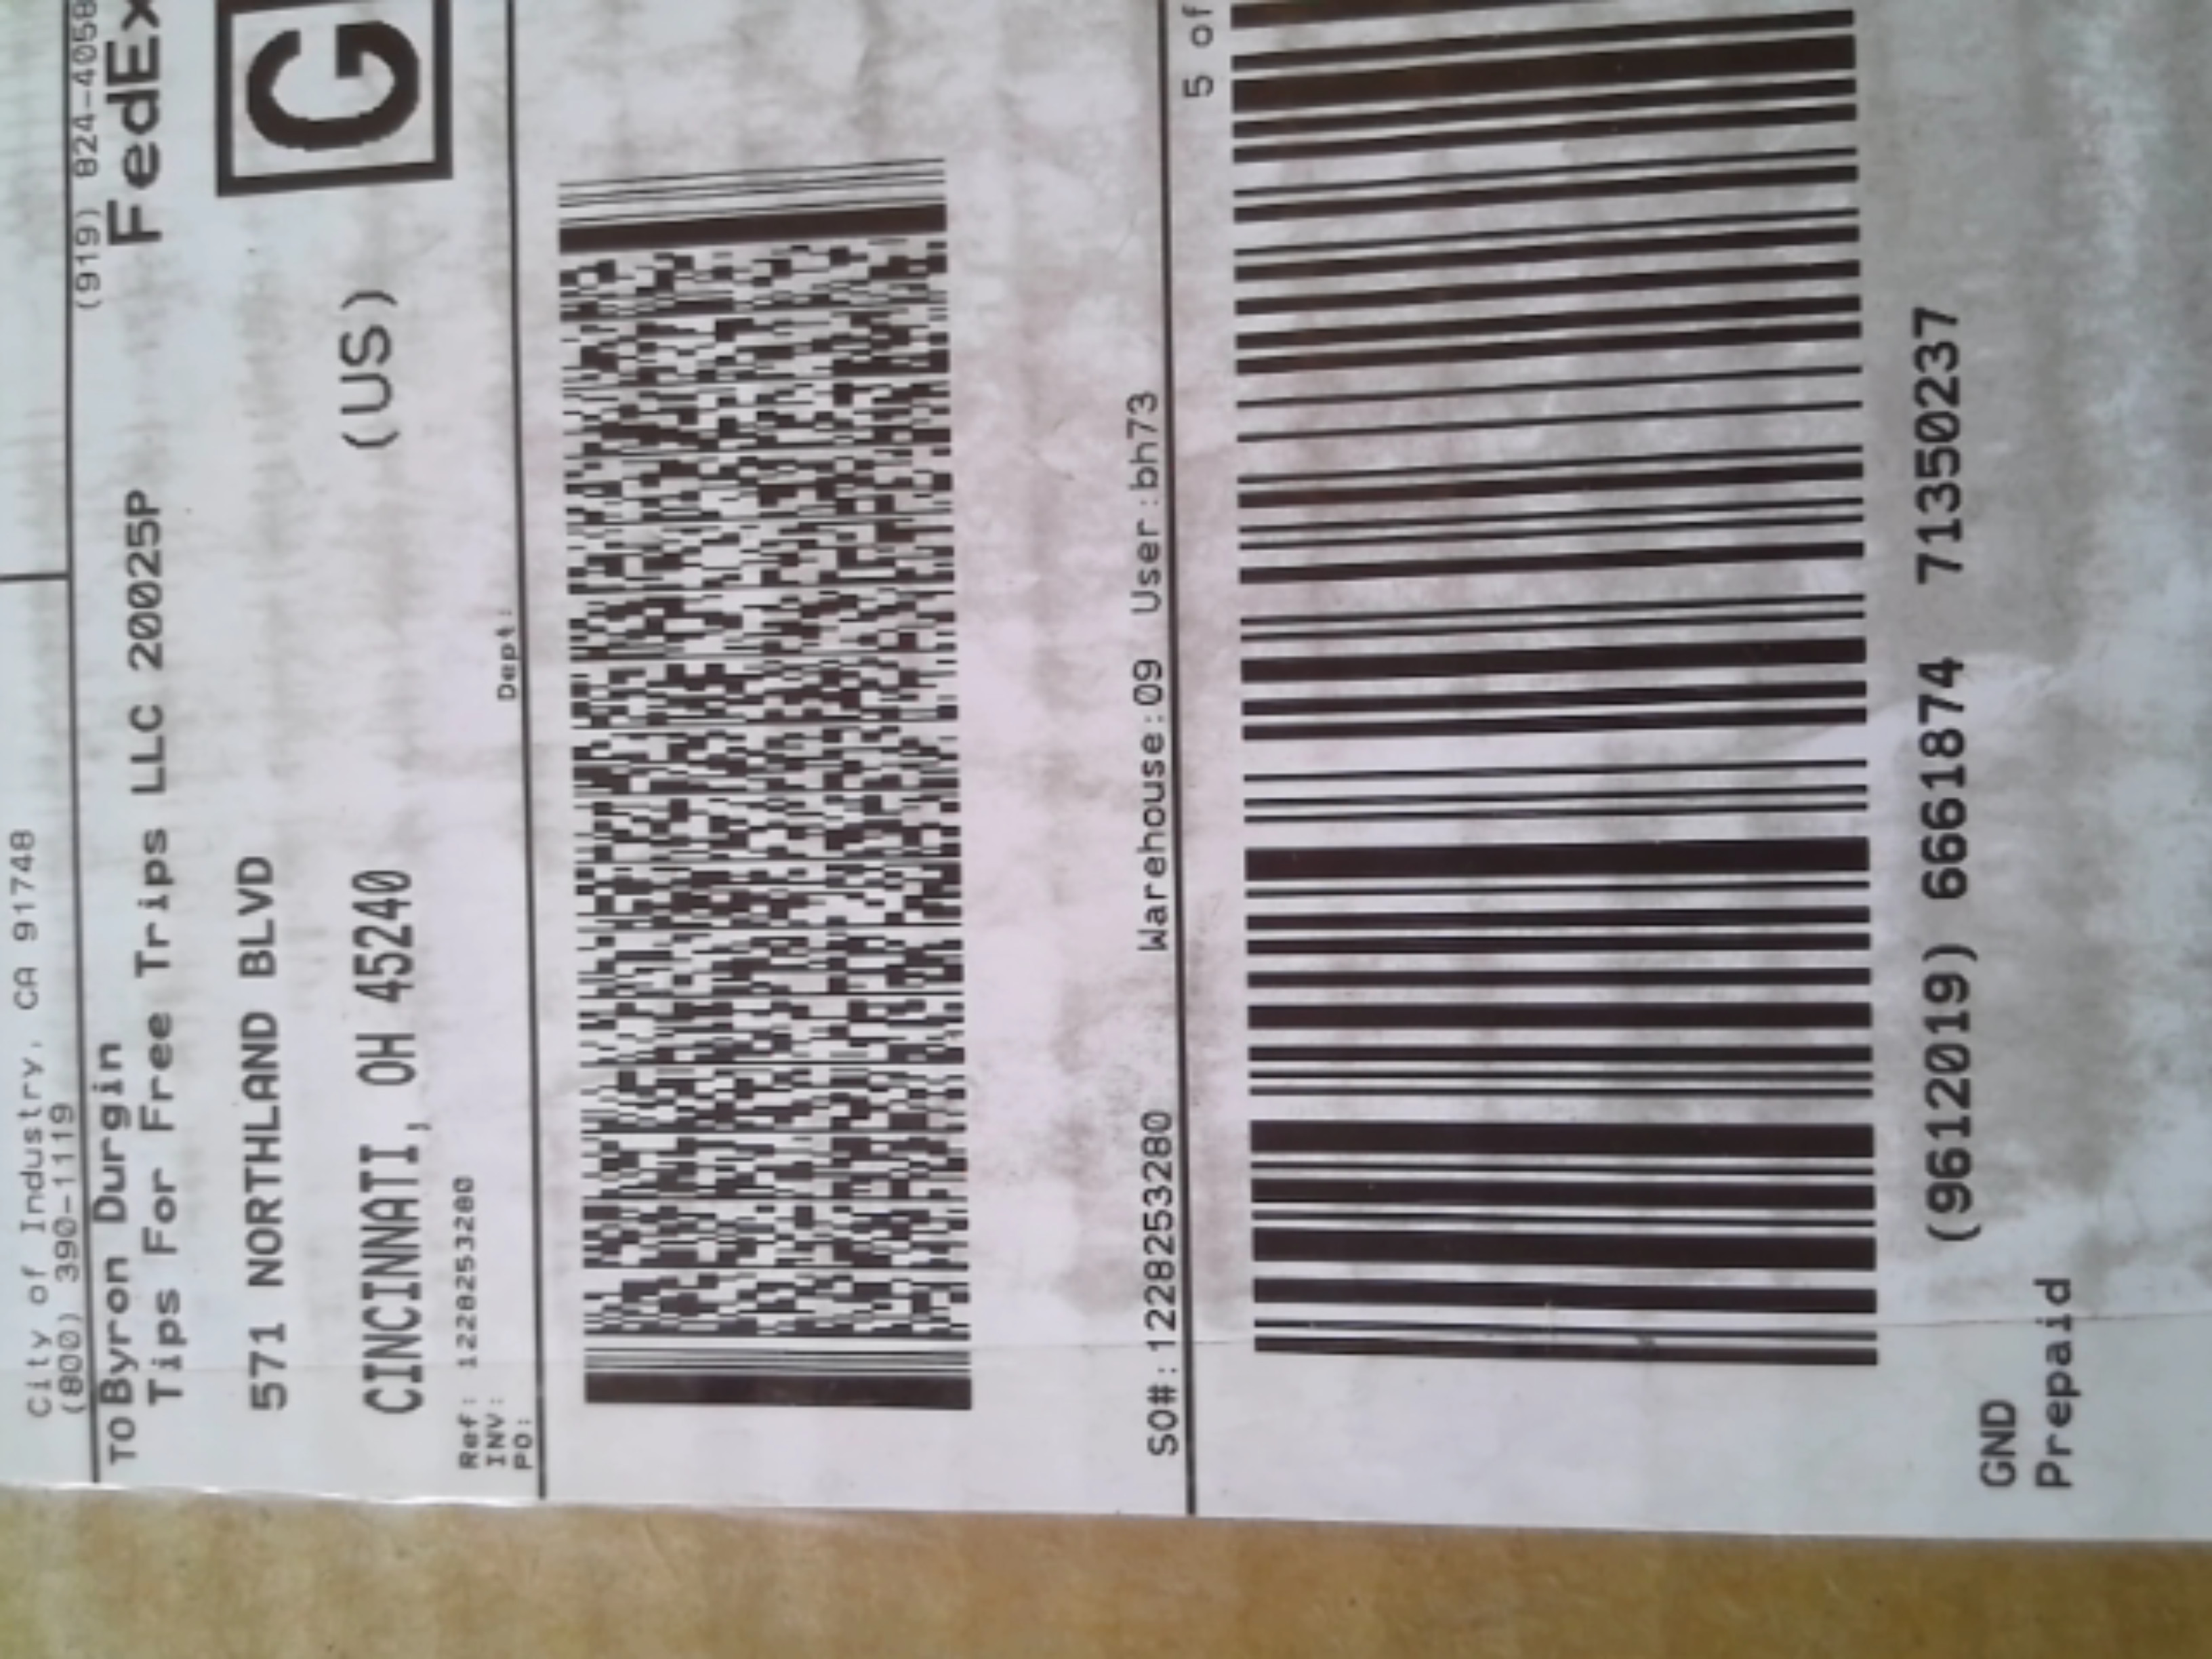 City of Industry, CA 91748
(800) 390-1119
TO Byron Durgin
Tips For Free Trips LLC 20025P
(919) 824-4058
FedEx
571 NORTHLAND BLVD
G
CINCINNATI, OH 45240 (US)
Ref: 1228253280
INV:
PO: Dept:
SO#:1228253280 Warehouse:09 User:bh73
5 of
(9612019) 6661874 71350237
GND
Prepaid